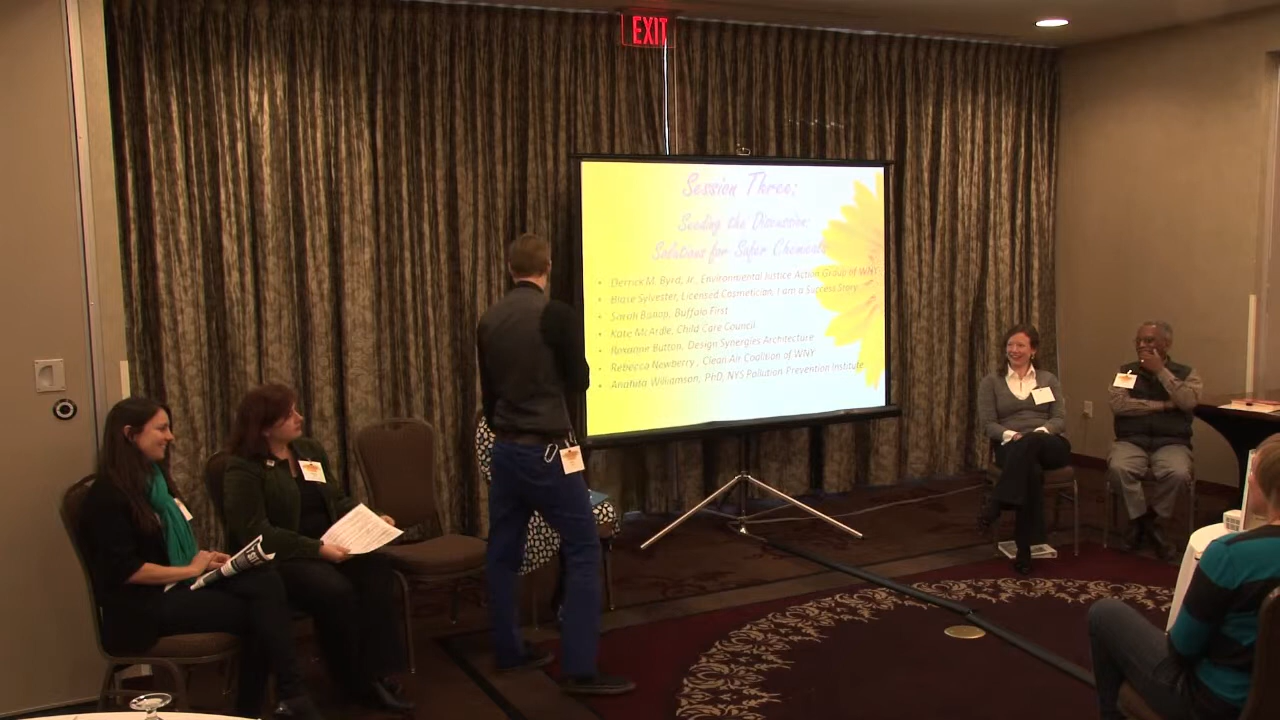 EXIT
Session Three:
Seeding the Discussion:
Solutions for Safer Chemicals
• Derrick M. Byrd, Jr., Environmental Justice Action Group of WNY
• Blaise Sylvester, Licensed Cosmetician, I am a Success Story
• Sarah Bishop, Buffalo First
• Kate McArdle, Child Care Council
• Roxanne Button, Design Synergies Architecture
• Rebecca Newberry, Clean Air Coalition of WNY
• Anahita Williamson, PhD, NYS Pollution Prevention Institute